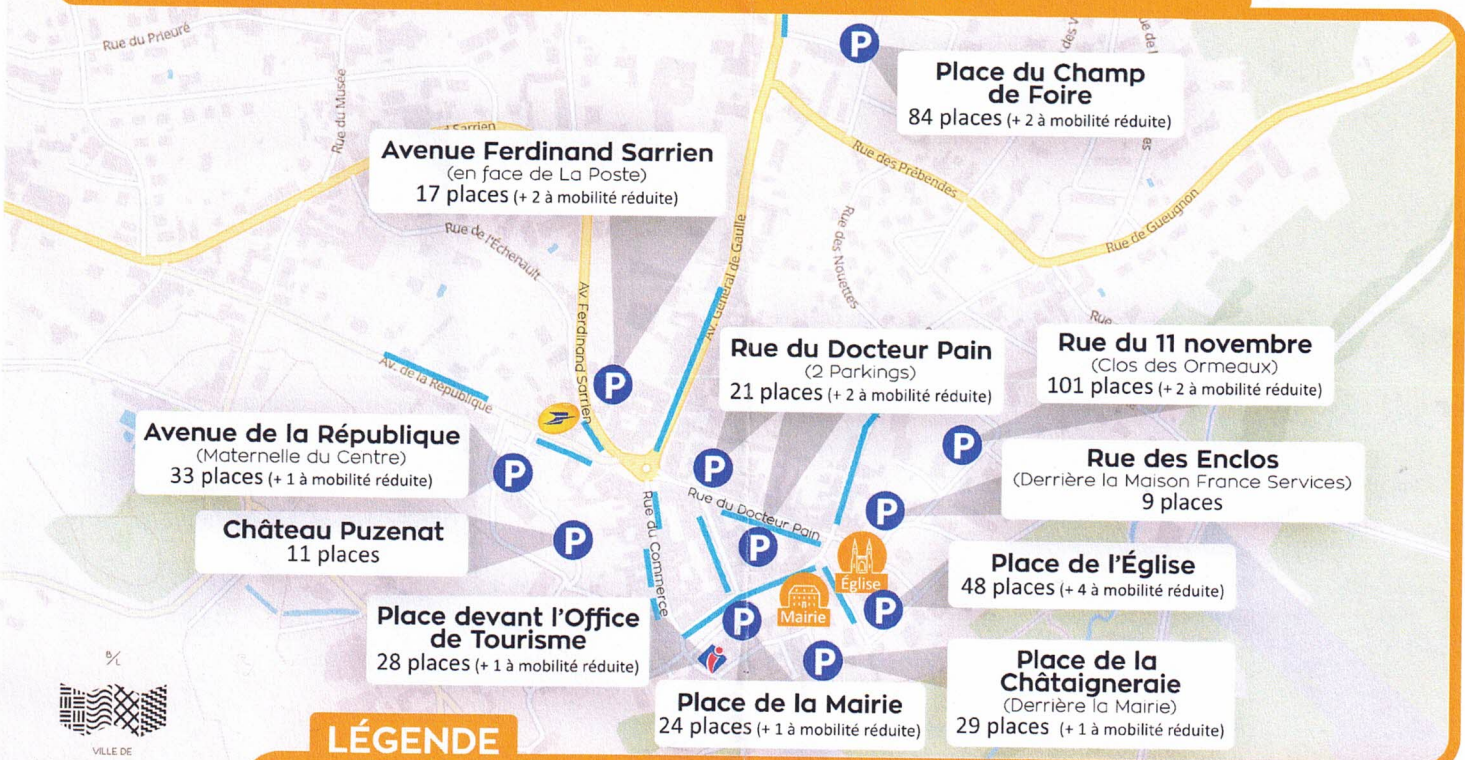 Rue du Prieuré
Rue du Musée
Place du Champ
de Foire
84 places (+ 2 à mobilité réduite)
Sarrien
Avenue Ferdinand Sarrien
(en face de La Poste)
17 places (+ 2 à mobilité réduite)
Rue des Prébendes
Rue de Gueugnon
Rue des Nouettes
Rue de l'Échenault
Av. Général de Gaulle
Av. Ferdinand Sarrien
Rue
Rue du Docteur Pain
(2 Parkings)
21 places (+ 2 à mobilité réduite)
Rue du 11 novembre
(Clos des Ormeaux)
101 places (+ 2 à mobilité réduite)
Av. de la République
Avenue de la République
(Maternelle du Centre)
33 places (+ 1 à mobilité réduite)
Rue des Enclos
(Derrière la Maison France Services)
9 places
Rue du Docteur Pain
Rue du Commerce
Château Puzenat
11 places
Église
Mairie
Place de l'Église
48 places (+ 4 à mobilité réduite)
Place devant l'Office
de Tourisme
28 places (+ 1 à mobilité réduite)
Place de la Mairie
24 places (+ 1 à mobilité réduite)
Place de la
Châtaigneraie
(Derrière la Mairie)
29 places (+ 1 à mobilité réduite)
B/L
VILLE DE
LÉGENDE
P
P
P
P
P
P
P
P
P
P
P